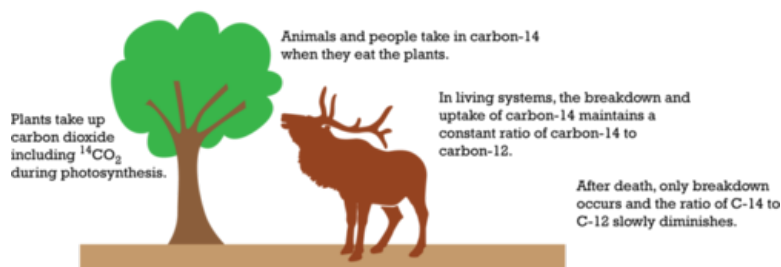 Animals and people take in carbon-14
when they eat the plants.
Plants take up
carbon dioxide
including ¹⁴CO₂
during photosynthesis.
In living systems, the breakdown and
uptake of carbon-14 maintains a
constant ratio of carbon-14 to
carbon-12.
After death, only breakdown
occurs and the ratio of C-14 to
C-12 slowly diminishes.